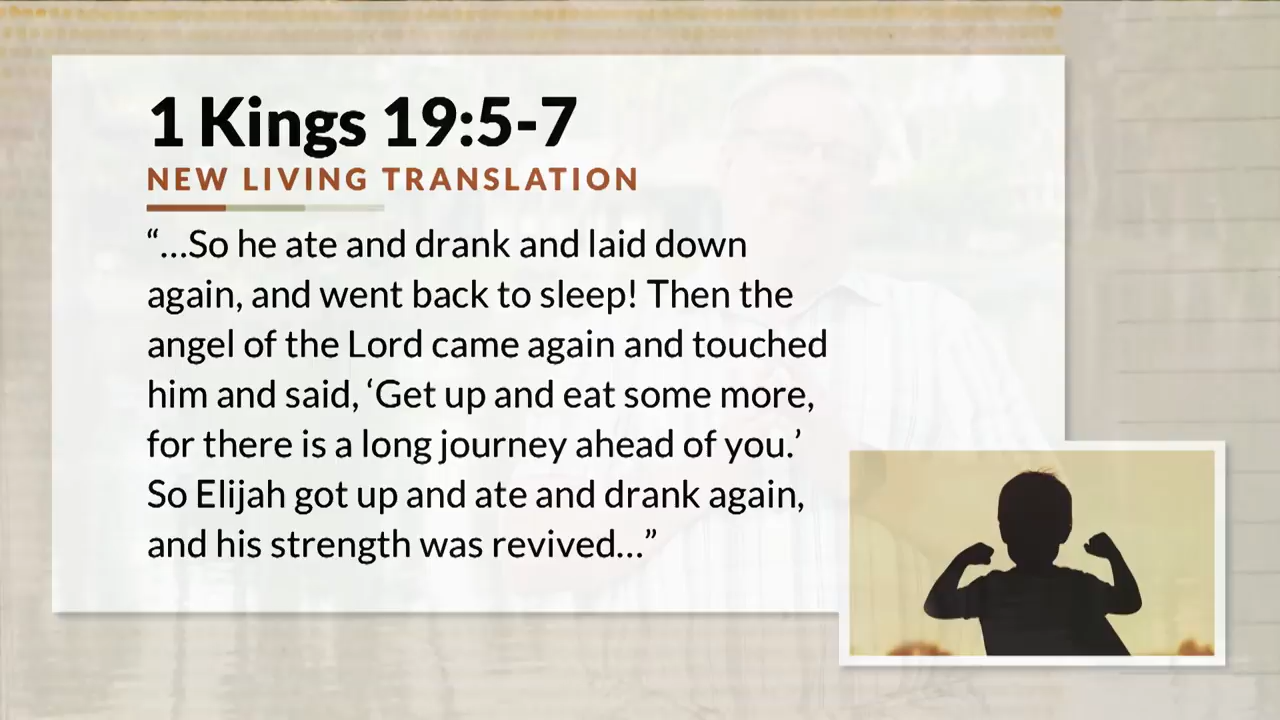 1 Kings 19:5-7
NEW LIVING TRANSLATION
“...So he ate and drank and laid down
again, and went back to sleep! Then the
angel of the Lord came again and touched
him and said, ‘Get up and eat some more,
for there is a long journey ahead of you.’
So Elijah got up and ate and drank again,
and his strength was revived...”